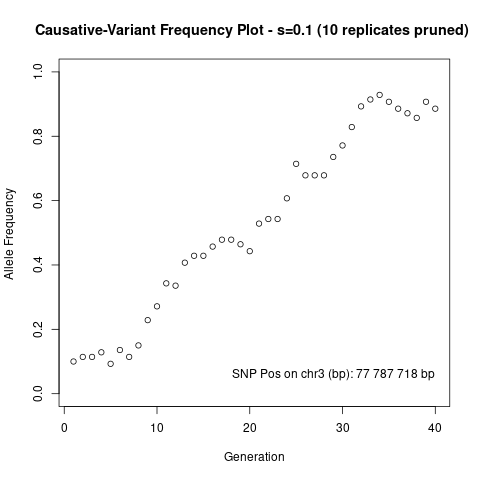 Causative-Variant Frequency Plot - s=0.1 (10 replicates pruned)
1.0
0.8
0.6
0.4
0.2
0.0
Allele Frequency
SNP Pos on chr3 (bp): 77 787 718 bp
0 10 20 30 40
Generation